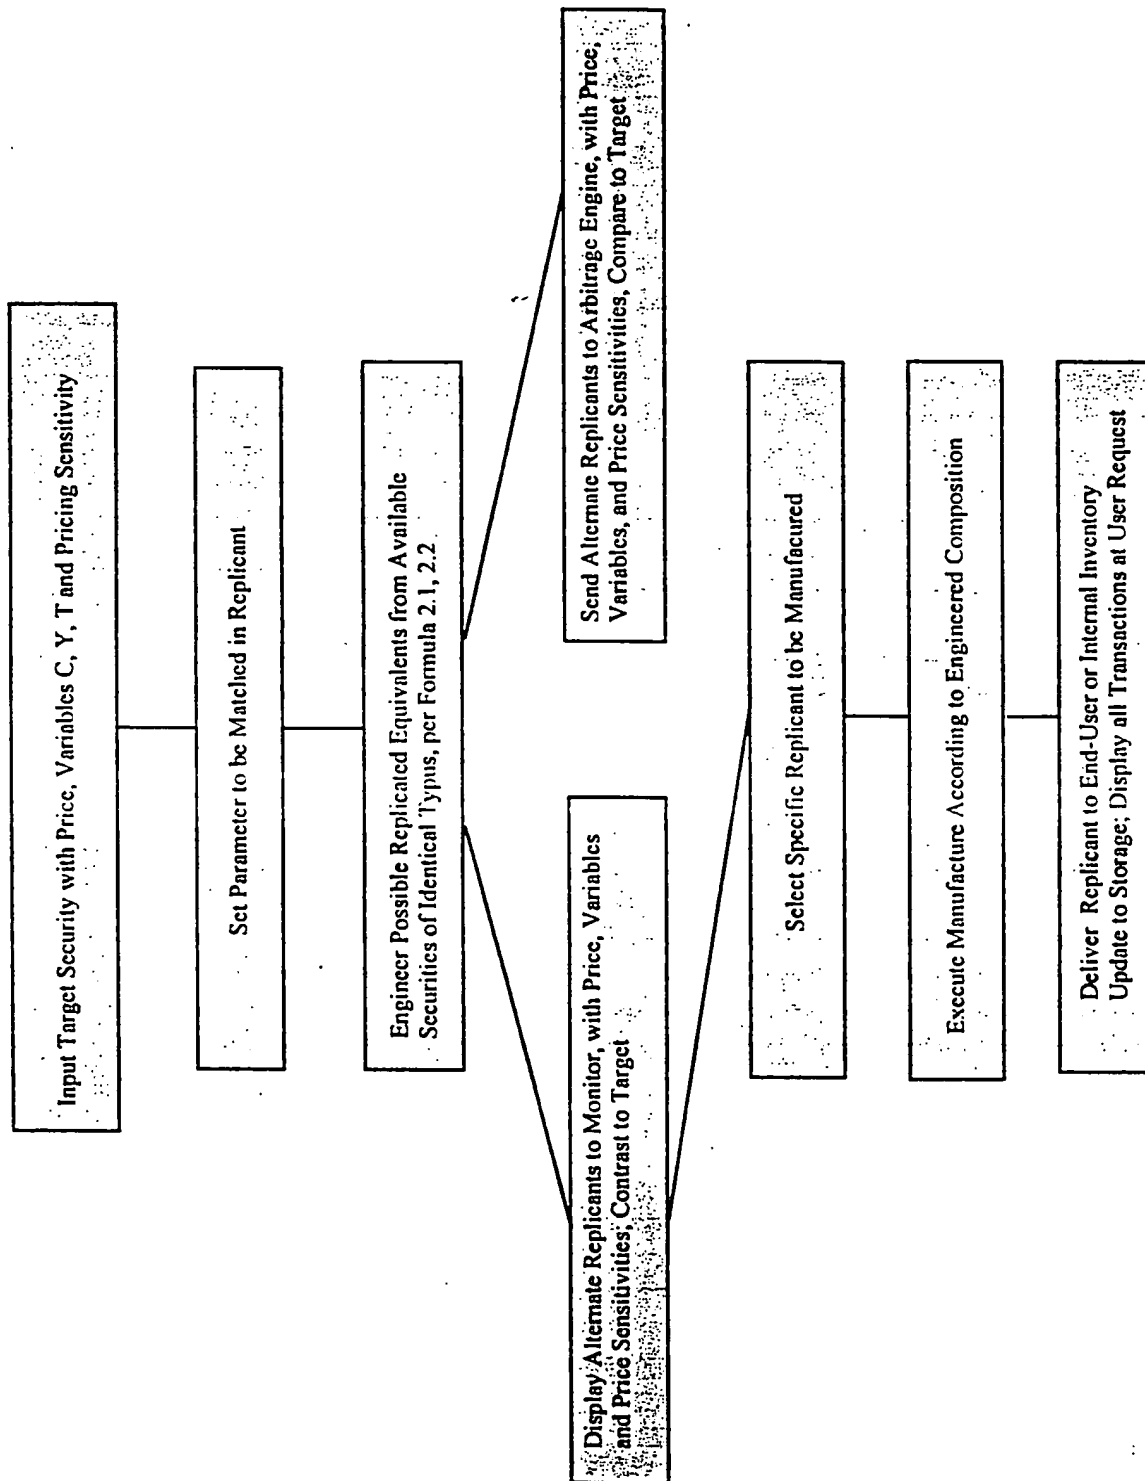 Input Target Security with Price, Variables C, Y, T and Pricing Sensitivity
Set Parameter to be Matched in Replicant
Engineer Possible Replicated Equivalents from Available
Securities of Identical Typus, per Formula 2.1, 2.2
Display Alternate Replicants to Monitor, with Price, Variables
and Price Sensitivities; Contrast to Target
Send Alternate Replicants to Arbitrage Engine, with Price,
Variables, and Price Sensitivities, Compare to Target
Select Specific Replicant to be Manufacured
Execute Manufacture According to Engineered Composition
Deliver Replicant to End-User or Internal Inventory
Update to Storage; Display all Transactions at User Request